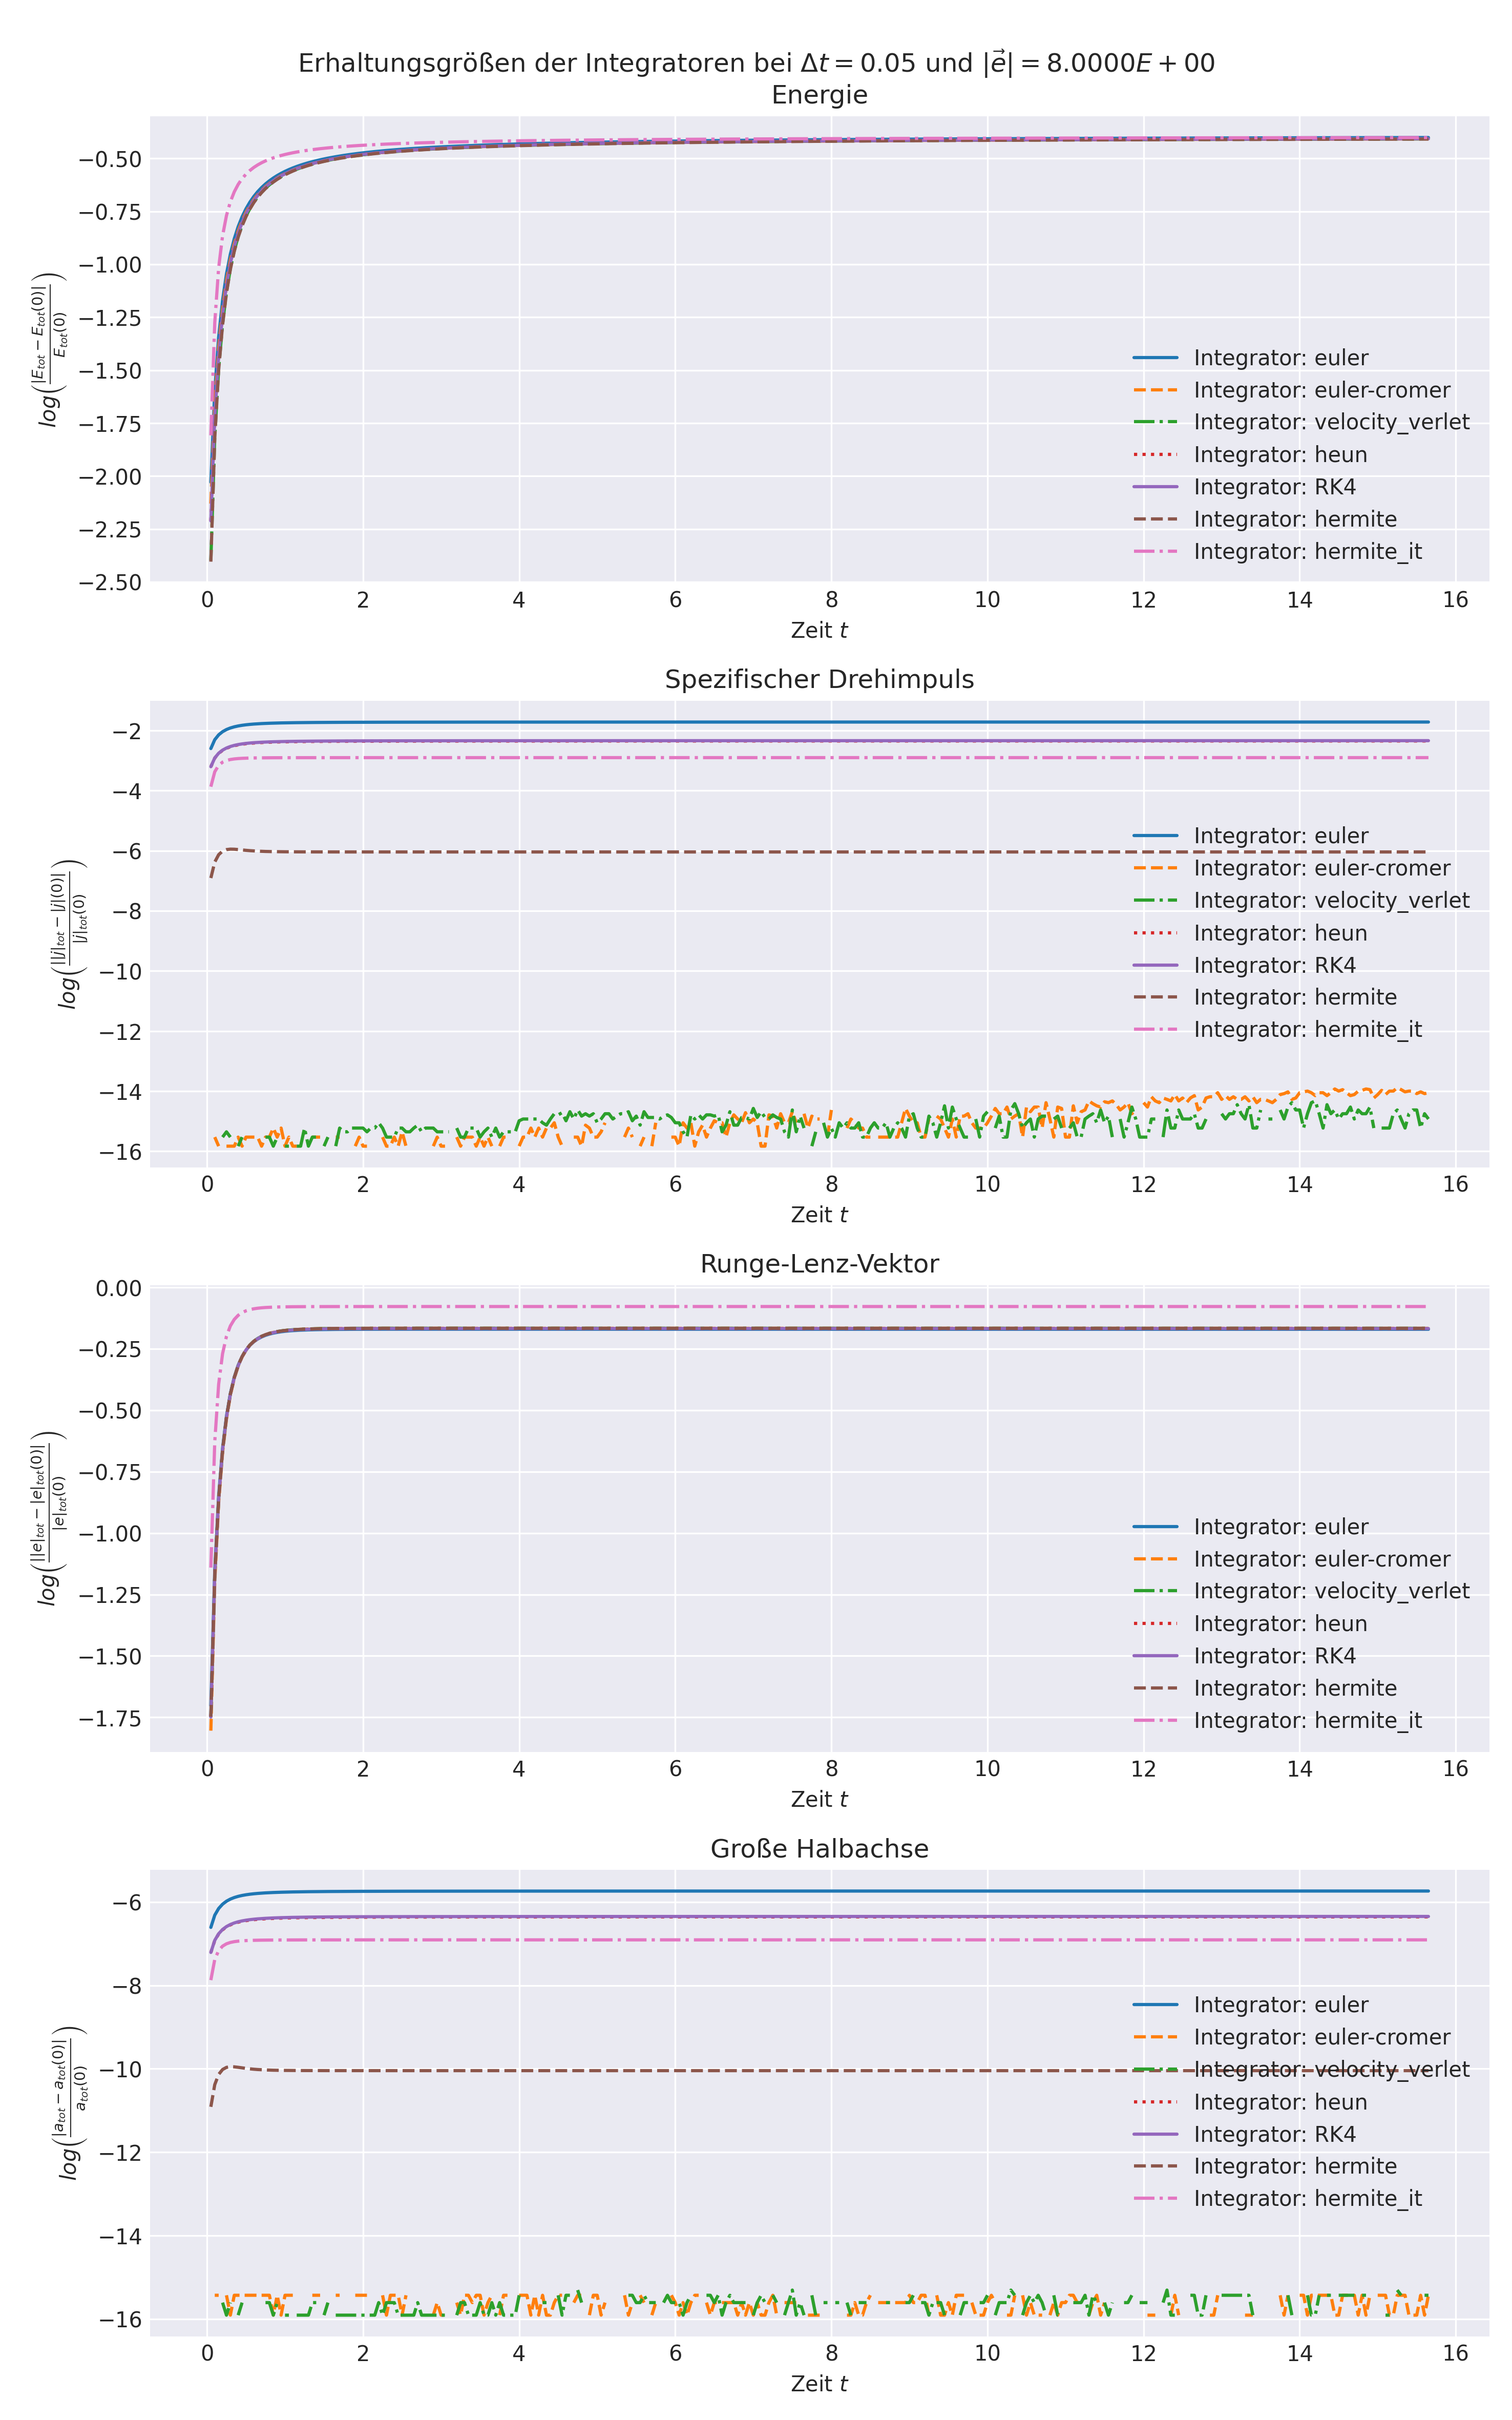 Erhaltungsgrößen der Integratoren bei Δt = 0.05 und |e⃗| = 8.0000E + 00
Energie
log(|E_tot − E_tot(0)| / E_tot(0))
−0.50
−0.75
−1.00
−1.25
−1.50
−1.75
−2.00
−2.25
−2.50
Integrator: euler
Integrator: euler-cromer
Integrator: velocity_verlet
Integrator: heun
Integrator: RK4
Integrator: hermite
Integrator: hermite_it
0 2 4 6 8 10 12 14 16
Zeit t
Spezifischer Drehimpuls
log(||j|_tot − |j|(0)| / |j|_tot(0))
−2
−4
−6
−8
−10
−12
−14
−16
Integrator: euler
Integrator: euler-cromer
Integrator: velocity_verlet
Integrator: heun
Integrator: RK4
Integrator: hermite
Integrator: hermite_it
0 2 4 6 8 10 12 14 16
Zeit t
Runge-Lenz-Vektor
log(||e|_tot − |e|_tot(0)| / |e|_tot(0))
0.00
−0.25
−0.50
−0.75
−1.00
−1.25
−1.50
−1.75
Integrator: euler
Integrator: euler-cromer
Integrator: velocity_verlet
Integrator: heun
Integrator: RK4
Integrator: hermite
Integrator: hermite_it
0 2 4 6 8 10 12 14 16
Zeit t
Große Halbachse
log(|a_tot − a_tot(0)| / a_tot(0))
−6
−8
−10
−12
−14
−16
Integrator: euler
Integrator: euler-cromer
Integrator: velocity_verlet
Integrator: heun
Integrator: RK4
Integrator: hermite
Integrator: hermite_it
0 2 4 6 8 10 12 14 16
Zeit t